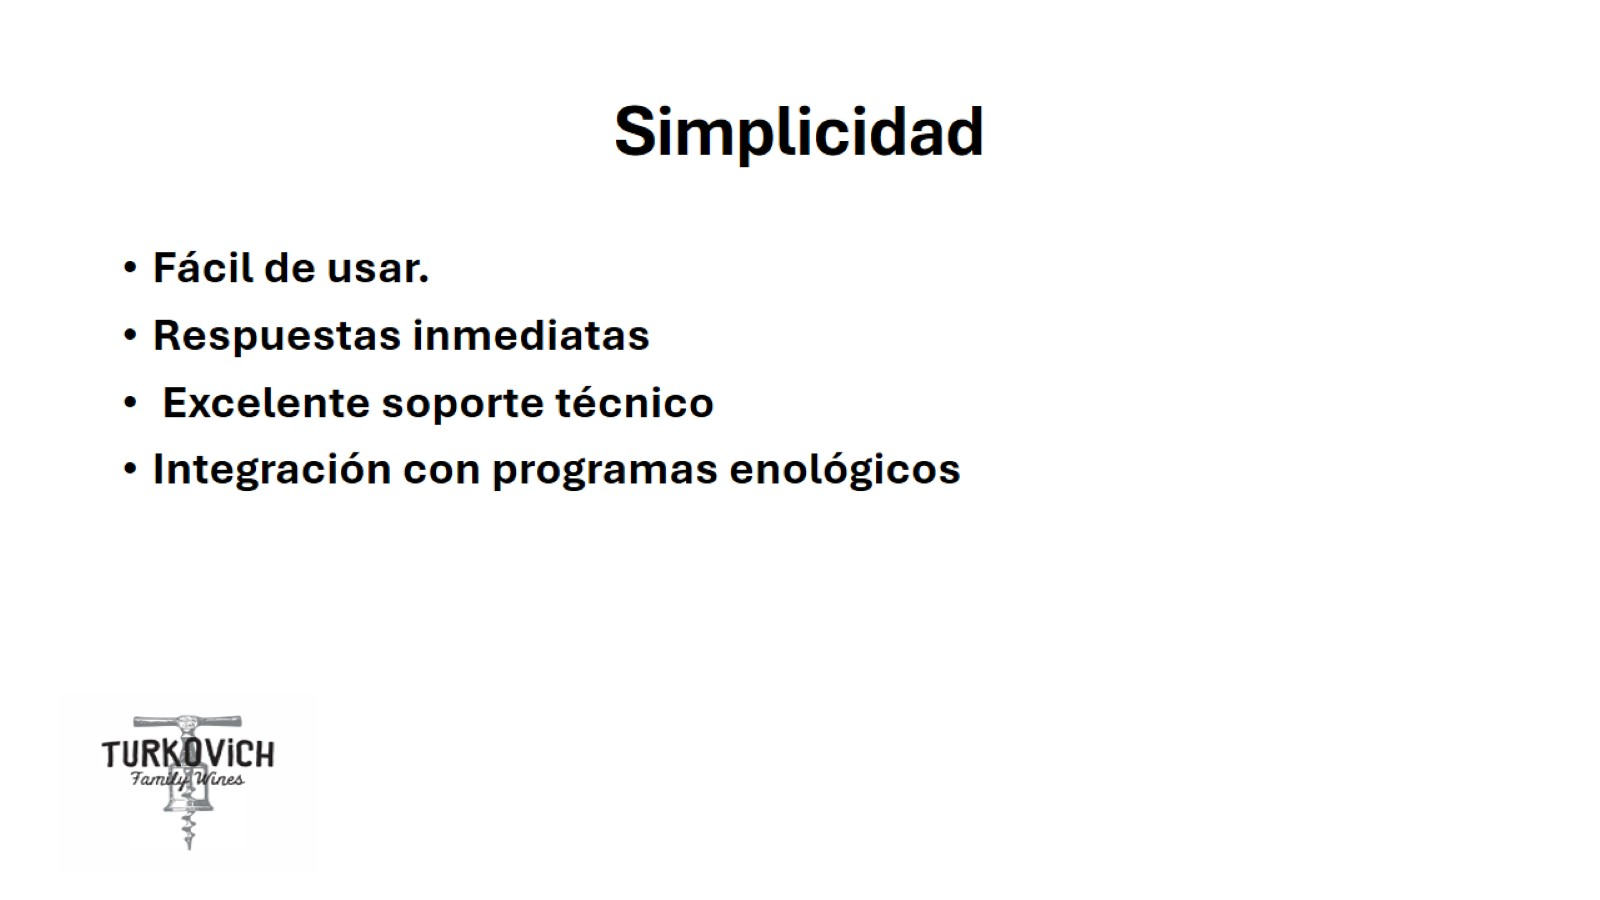 Simplicidad
• Fácil de usar.
• Respuestas inmediatas
• Excelente soporte técnico
• Integración con programas enológicos
TURKOViCH
Family Wines